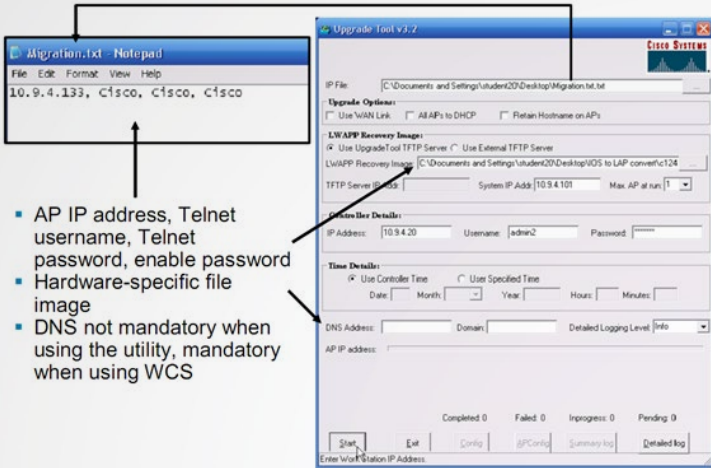 Migration.txt - Notepad
File Edit Format View Help
10.9.4.133, Cisco, Cisco, Cisco
AP IP address, Telnet
username, Telnet
password, enable password
Hardware-specific file
image
DNS not mandatory when
using the utility, mandatory
when using WCS
Upgrade Tool v3.2
CISCO SYSTEMS
IP File: C:\Documents and Settings\student20\Desktop\Migration.txt.txt ...
Upgrade Options:
Use WAN Link All APs to DHCP Retain Hostname on APs
LWAPP Recovery Image:
Use UpgradeTool TFTP Server Use External TFTP Server
LWAPP Recovery Image: C:\Documents and Settings\student20\Desktop\IOS to LAP convert\c124 ...
TFTP Server IP Addr: System IP Addr: 10.9.4.101 Max. AP at run: 1
Controller Details:
IP Address: 10.9.4.20 Username: admin2 Password: *******
Time Details:
Use Controller Time User Specified Time
Date: Month: Year: Hours: Minutes:
DNS Address: Domain: Detailed Logging Level: Info
AP IP address:
Completed: 0 Failed: 0 Inprogress: 0 Pending: 0
Start Exit Config APConfig Summary log Detailed log
Enter Work Station IP Address.